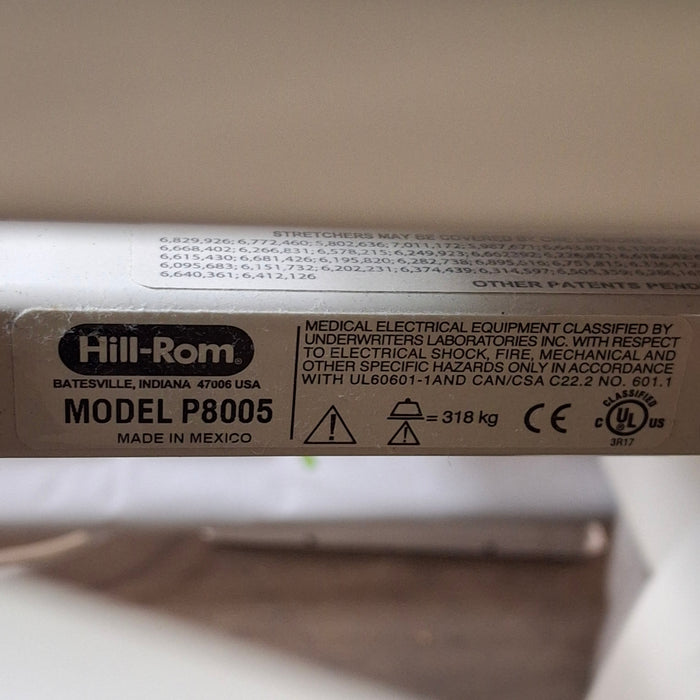 STRETCHERS MAY BE COVERED BY
6,829,926; 6,772,460; 5,802,636; 7,011,172; 5,987,671;
6,668,402; 6,266,831; 6,578,215; 6,249,923;
6,615,430; 6,681,426; 6,195,820; 6,282,738;
6,095,683; 6,151,732; 6,202,231; 6,374,439; 6,314,597; 6,505,359;
6,640,361; 6,412,126
OTHER PATENTS
Hill-Rom®
BATESVILLE, INDIANA 47006 USA
MODEL P8005
MADE IN MEXICO
MEDICAL ELECTRICAL EQUIPMENT CLASSIFIED BY
UNDERWRITERS LABORATORIES INC. WITH RESPECT
TO ELECTRICAL SHOCK, FIRE, MECHANICAL AND
OTHER SPECIFIC HAZARDS ONLY IN ACCORDANCE
WITH UL60601-1AND CAN/CSA C22.2 NO. 601.1
= 318 kg
CE
CLASSIFIED
C UL US
3R17